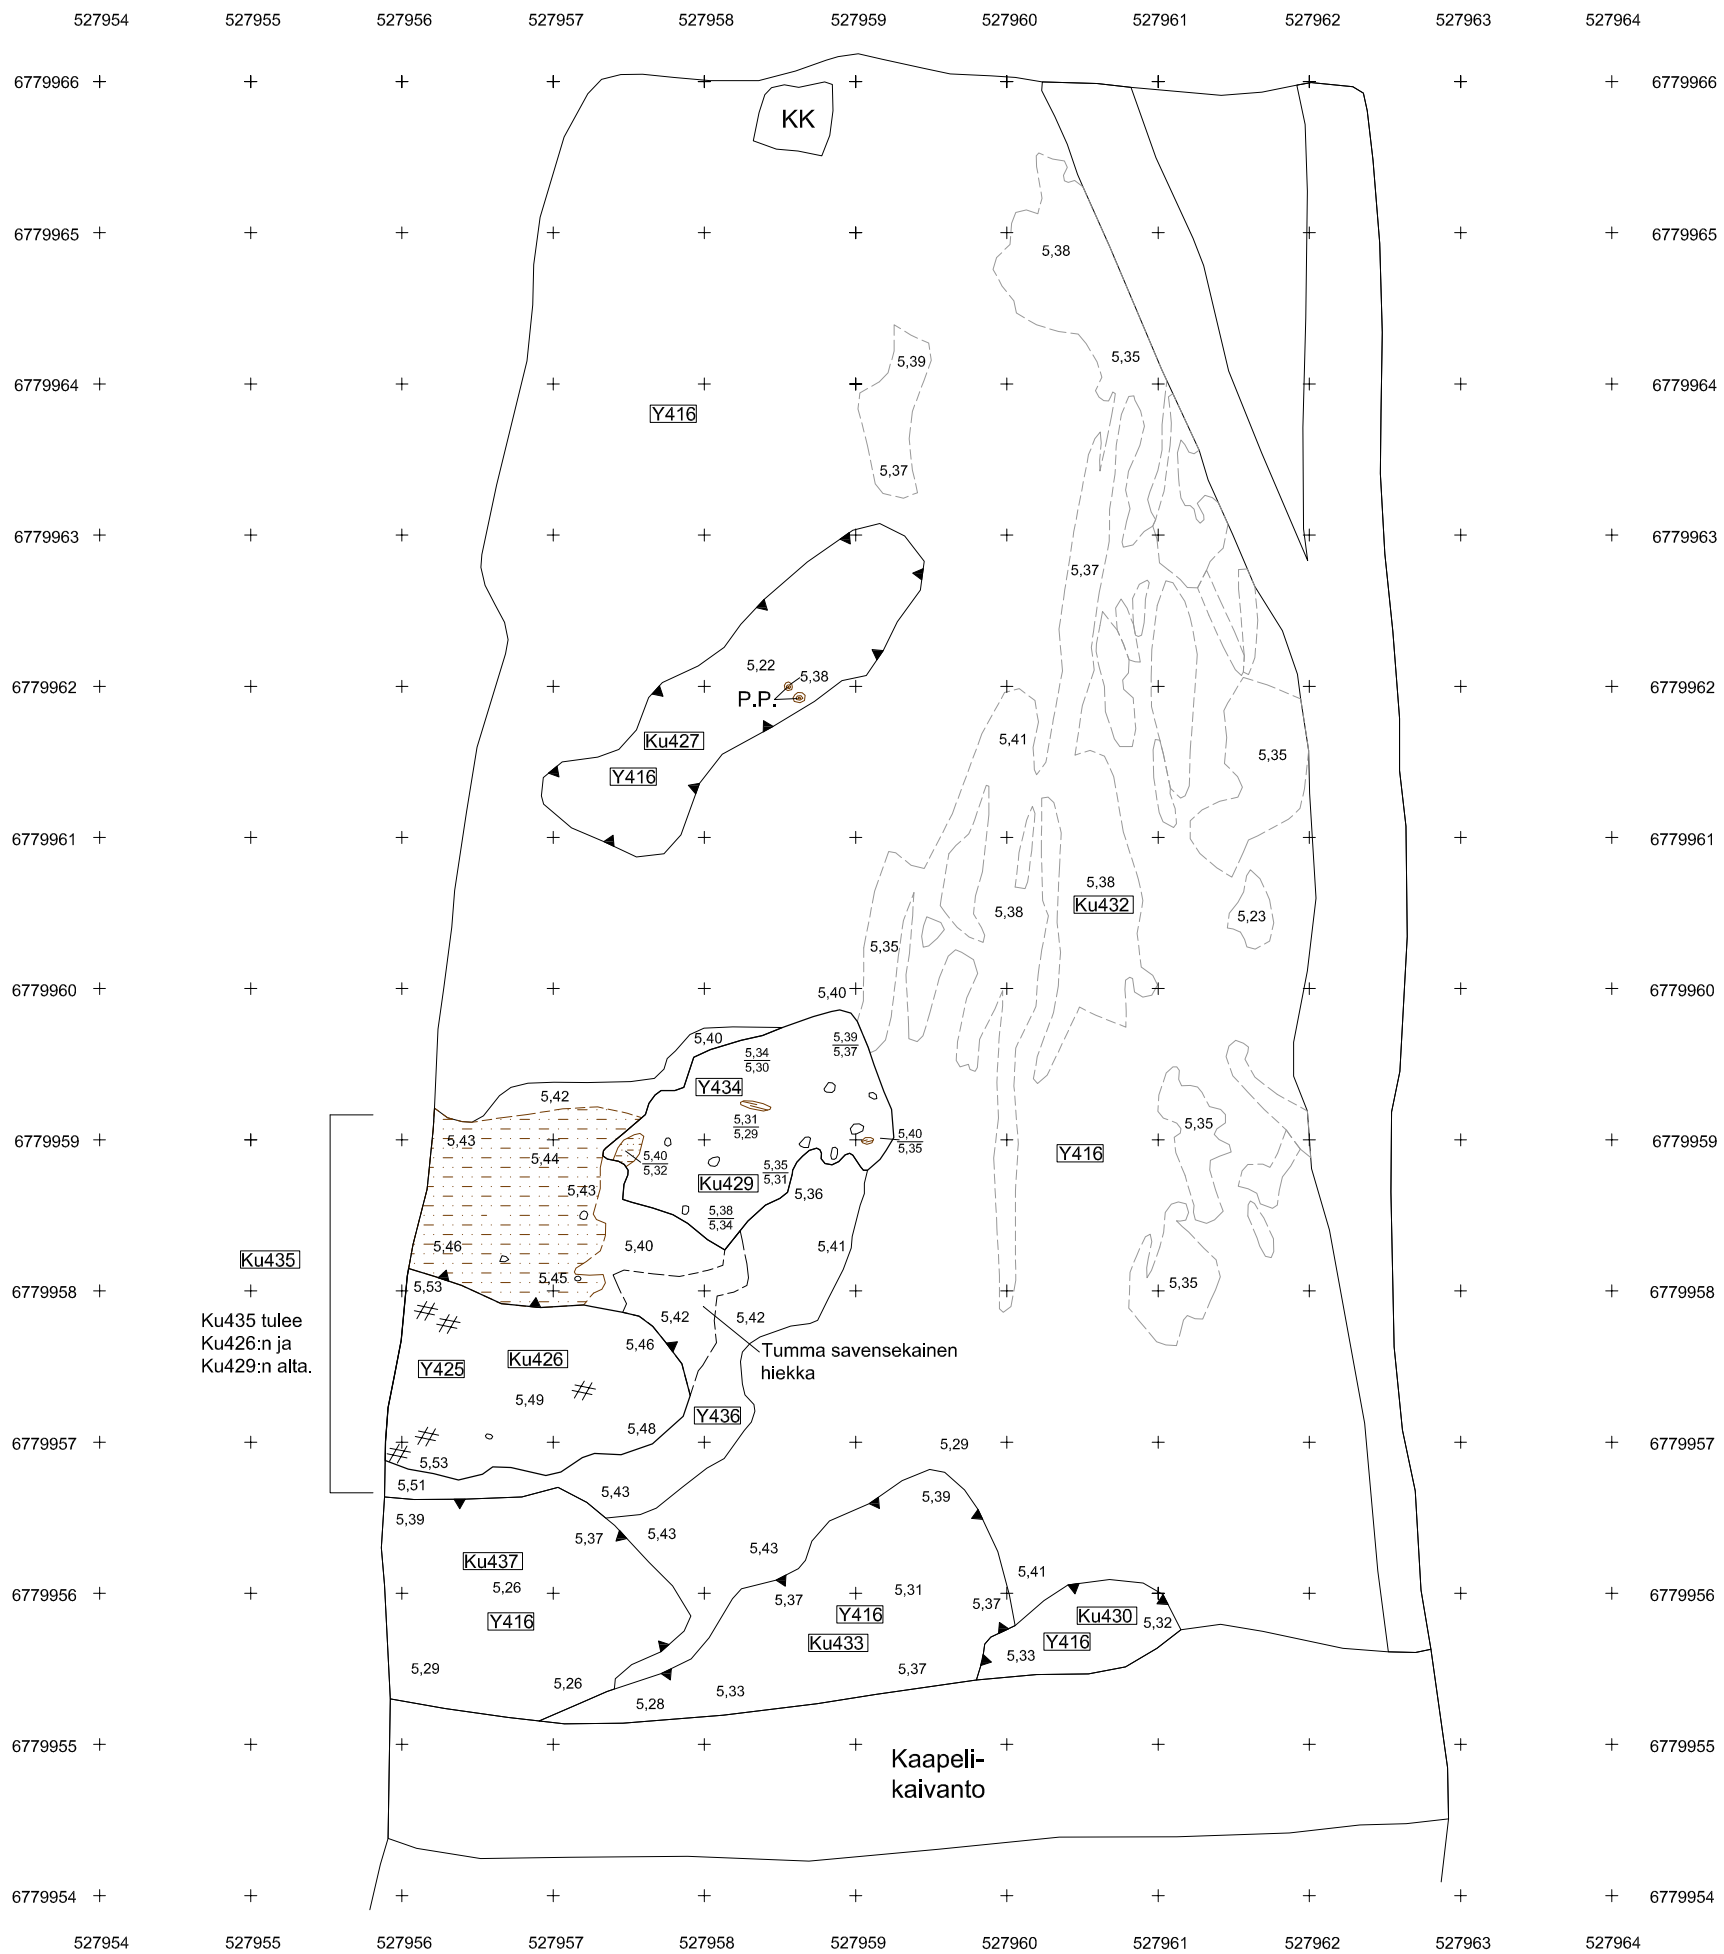 527954 527955 527956 527957 527958 527959 527960 527961 527962 527963 527964
6779966 6779966
KK
6779965 6779965
5,38
5,35
5,39
6779964 6779964
Y416
5,37
6779963 6779963
5,37
5,22
5,38
6779962 6779962
P.P.
Ku427
5,41
5,35
Y416
6779961 6779961
5,38
Ku432
5,38
5,23
5,35
6779960 6779960
5,40
5,40
5,39
5,37
5,34
5,30
Y434
5,42
5,31
5,29
5,35
6779959 6779959
5,43
5,40
5,35
5,44
5,40
5,32
Y416
5,35
5,31
Ku429
5,43
5,36
5,38
5,34
5,46
5,40
5,41
Ku435
5,45
5,53
5,35
6779958 6779958
5,42
5,42
Ku435 tulee
Ku426:n ja
Ku429:n alta.
5,46
Tumma savensekainen
hiekka
Ku426
Y425
5,49
Y436
5,48
6779957 6779957
5,29
5,53
5,51
5,43
5,39
5,39
5,37
5,43
5,43
Ku437
5,41
5,26
5,31
6779956 6779956
5,37
5,37
Y416
Y416
Ku430
5,32
Ku433
Y416
5,33
5,29
5,37
5,26
5,33
5,28
6779955 6779955
Kaapeli-
kaivanto
6779954 6779954
527954 527955 527956 527957 527958 527959 527960 527961 527962 527963 527964